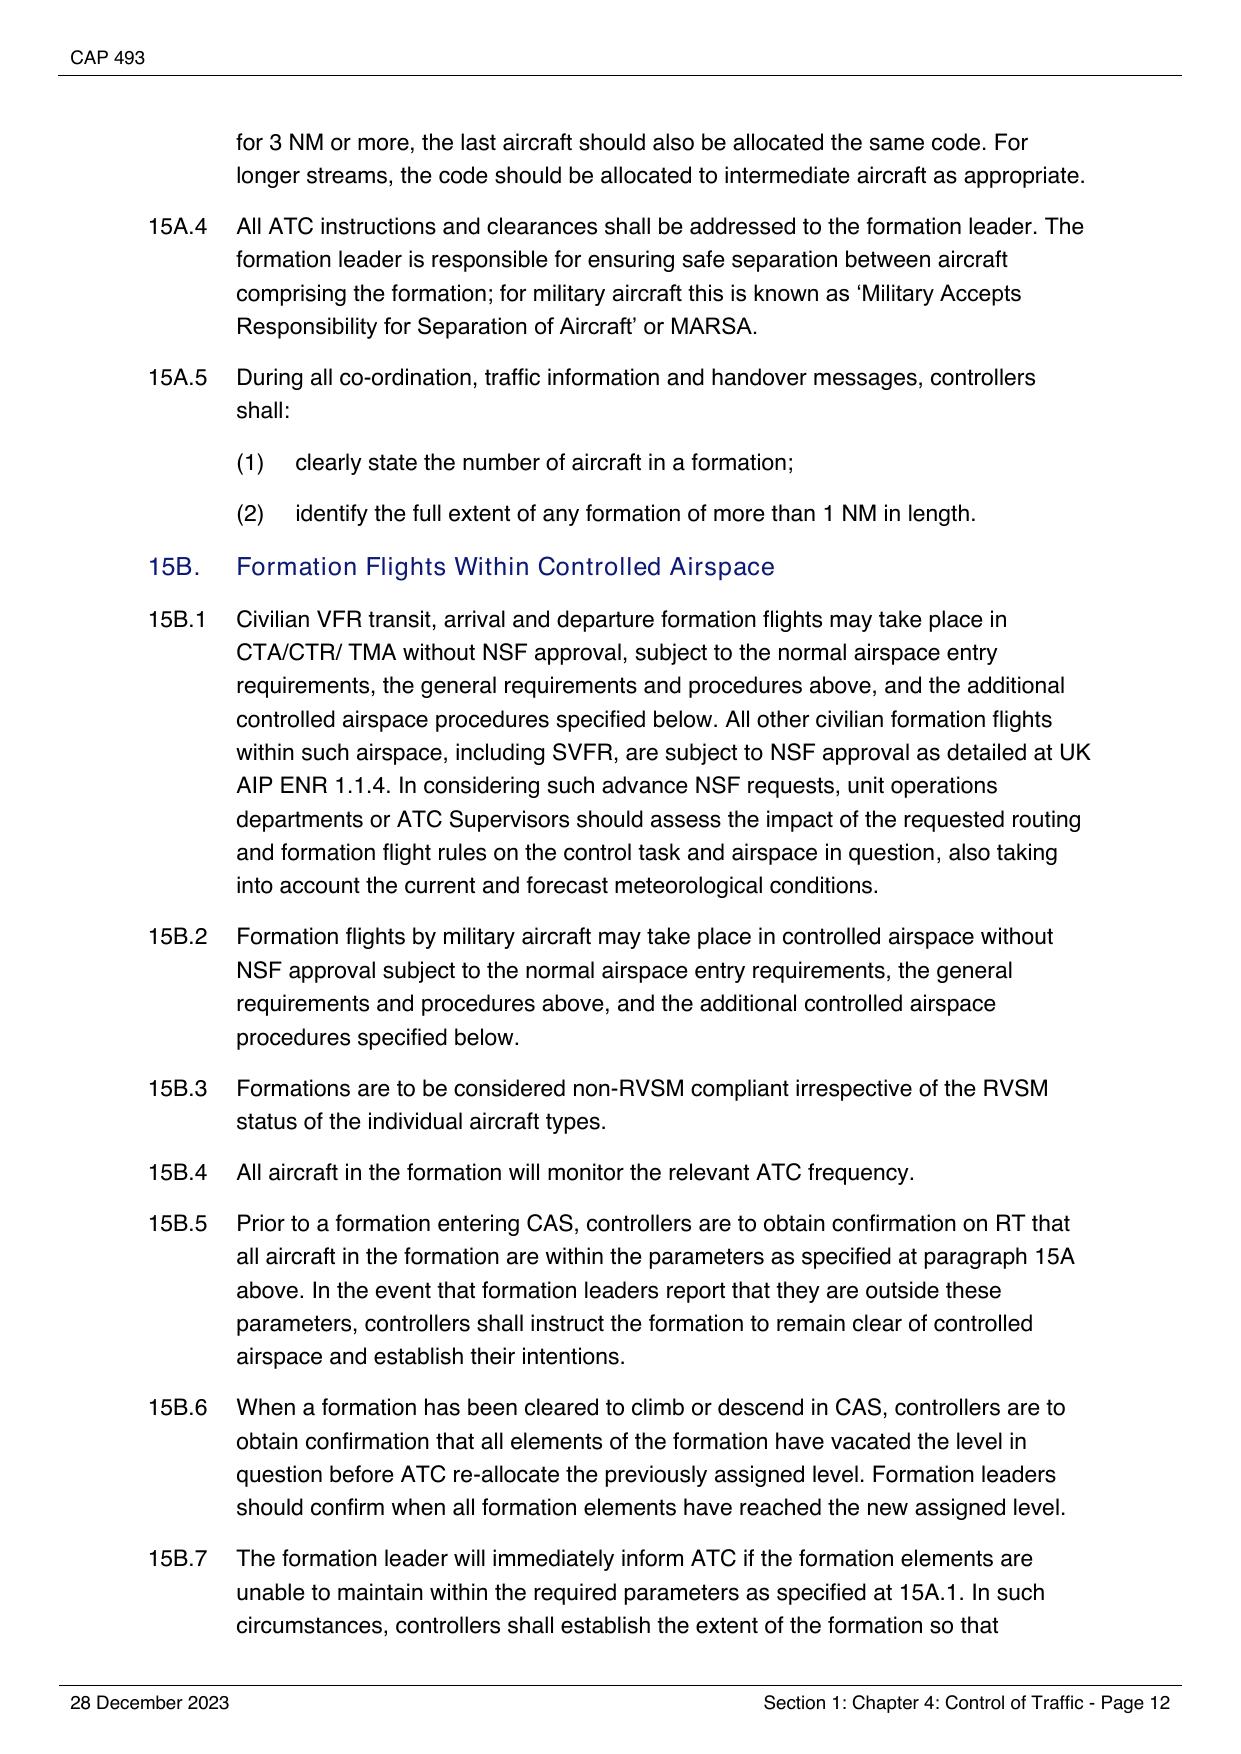 CAP 493
for 3 NM or more, the last aircraft should also be allocated the same code. For
longer streams, the code should be allocated to intermediate aircraft as appropriate.
15A.4 All ATC instructions and clearances shall be addressed to the formation leader. The
formation leader is responsible for ensuring safe separation between aircraft
comprising the formation; for military aircraft this is known as ‘Military Accepts
Responsibility for Separation of Aircraft’ or MARSA.
15A.5 During all co-ordination, traffic information and handover messages, controllers
shall:
(1) clearly state the number of aircraft in a formation;
(2) identify the full extent of any formation of more than 1 NM in length.
15B. Formation Flights Within Controlled Airspace
15B.1 Civilian VFR transit, arrival and departure formation flights may take place in
CTA/CTR/ TMA without NSF approval, subject to the normal airspace entry
requirements, the general requirements and procedures above, and the additional
controlled airspace procedures specified below. All other civilian formation flights
within such airspace, including SVFR, are subject to NSF approval as detailed at UK
AIP ENR 1.1.4. In considering such advance NSF requests, unit operations
departments or ATC Supervisors should assess the impact of the requested routing
and formation flight rules on the control task and airspace in question, also taking
into account the current and forecast meteorological conditions.
15B.2 Formation flights by military aircraft may take place in controlled airspace without
NSF approval subject to the normal airspace entry requirements, the general
requirements and procedures above, and the additional controlled airspace
procedures specified below.
15B.3 Formations are to be considered non-RVSM compliant irrespective of the RVSM
status of the individual aircraft types.
15B.4 All aircraft in the formation will monitor the relevant ATC frequency.
15B.5 Prior to a formation entering CAS, controllers are to obtain confirmation on RT that
all aircraft in the formation are within the parameters as specified at paragraph 15A
above. In the event that formation leaders report that they are outside these
parameters, controllers shall instruct the formation to remain clear of controlled
airspace and establish their intentions.
15B.6 When a formation has been cleared to climb or descend in CAS, controllers are to
obtain confirmation that all elements of the formation have vacated the level in
question before ATC re-allocate the previously assigned level. Formation leaders
should confirm when all formation elements have reached the new assigned level.
15B.7 The formation leader will immediately inform ATC if the formation elements are
unable to maintain within the required parameters as specified at 15A.1. In such
circumstances, controllers shall establish the extent of the formation so that
28 December 2023 Section 1: Chapter 4: Control of Traffic - Page 12